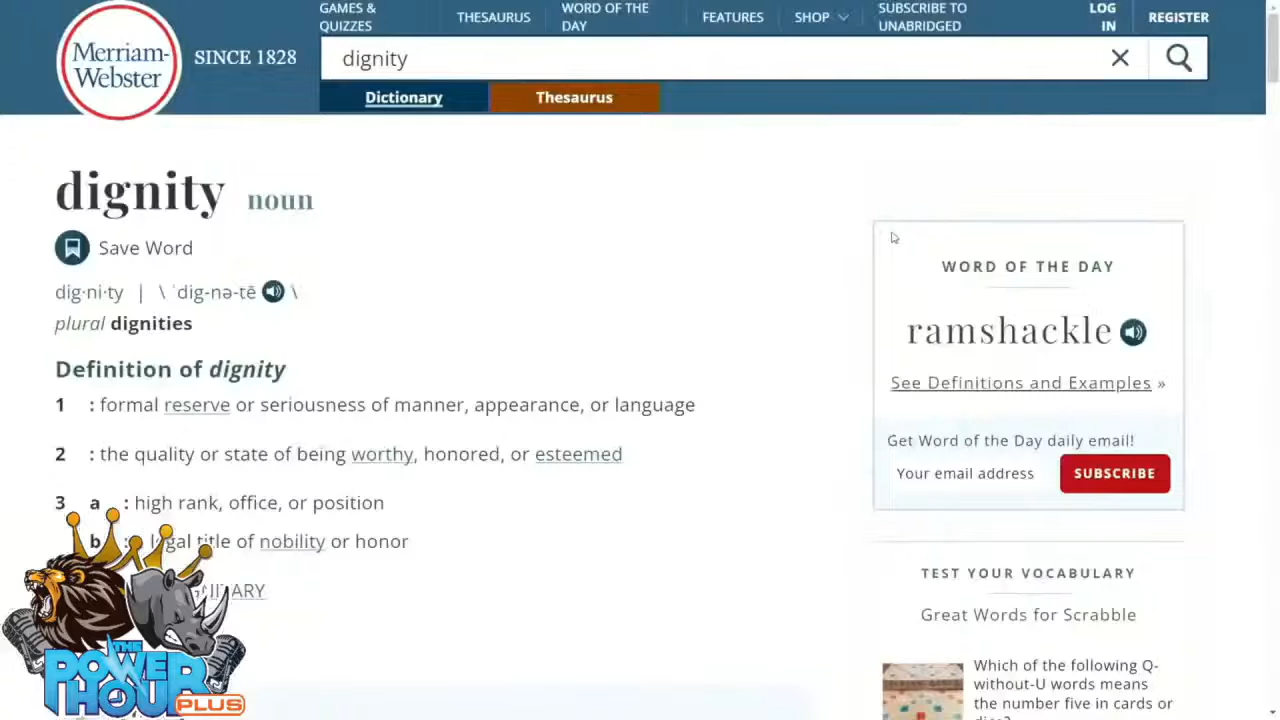 GAMES & QUIZZES
THESAURUS
WORD OF THE DAY
FEATURES
SHOP
SUBSCRIBE TO UNABRIDGED
LOG IN
REGISTER
Merriam-
Webster
SINCE 1828
dignity
Dictionary
Thesaurus
dignity noun
Save Word
dig·ni·ty | \ ˈdig-nə-tē \
plural dignities
Definition of dignity
1 : formal reserve or seriousness of manner, appearance, or language
2 : the quality or state of being worthy, honored, or esteemed
3 a : high rank, office, or position
b : legal title of nobility or honor
WORD OF THE DAY
ramshackle
See Definitions and Examples »
Get Word of the Day daily email!
Your email address
SUBSCRIBE
TEST YOUR VOCABULARY
Great Words for Scrabble
Which of the following Q-
without-U words means
the number five in cards or
THE
POWER
HOUR
PLUS